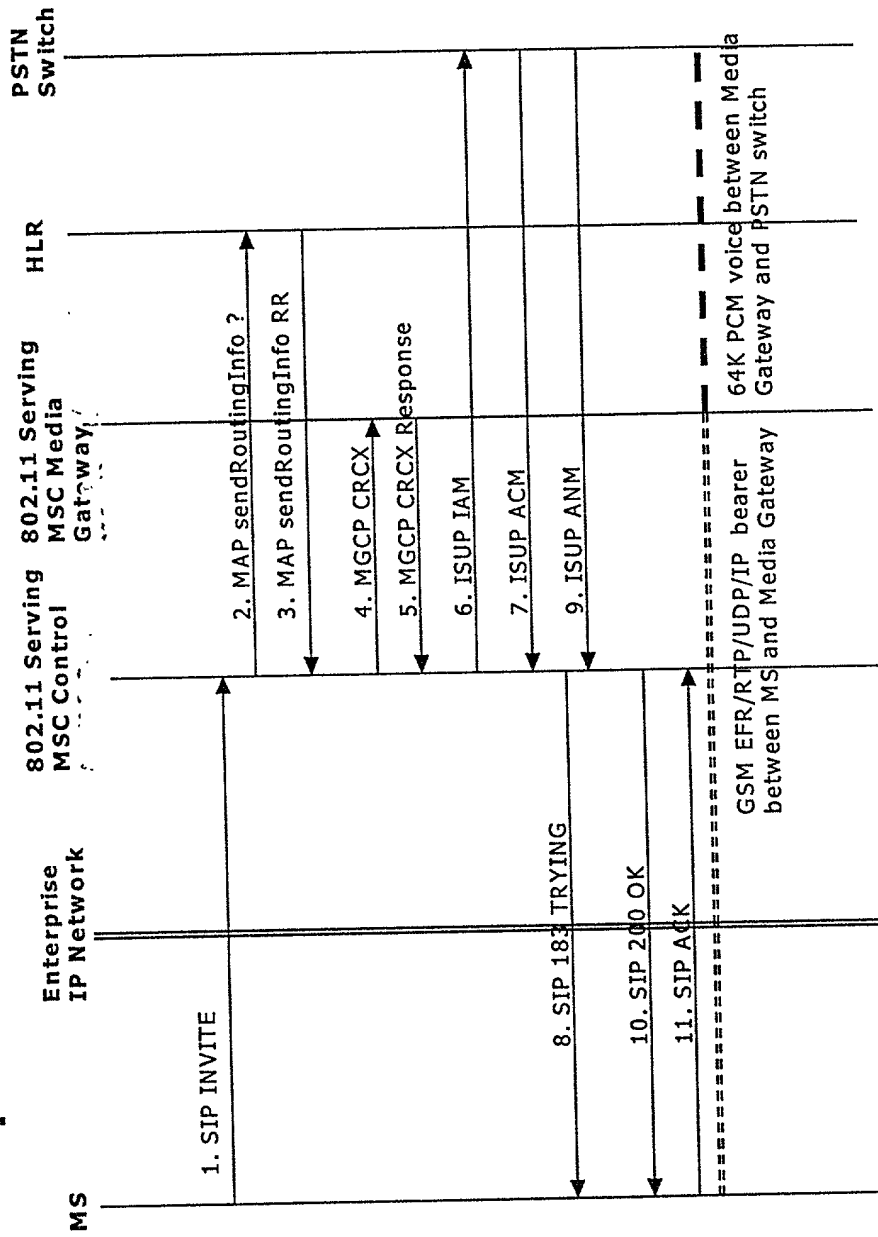 MS
Enterprise
IP Network
802.11 Serving
MSC Control
802.11 Serving
MSC Media
Gateway
HLR
PSTN
Switch
1. SIP INVITE
2. MAP sendRoutingInfo ?
3. MAP sendRoutingInfo RR
4. MGCP CRCX
5. MGCP CRCX Response
6. ISUP IAM
7. ISUP ACM
8. SIP 183 TRYING
9. ISUP ANM
10. SIP 200 OK
11. SIP ACK
GSM EFR/RTP/UDP/IP bearer
between MS and Media Gateway
64K PCM voice between Media
Gateway and PSTN switch